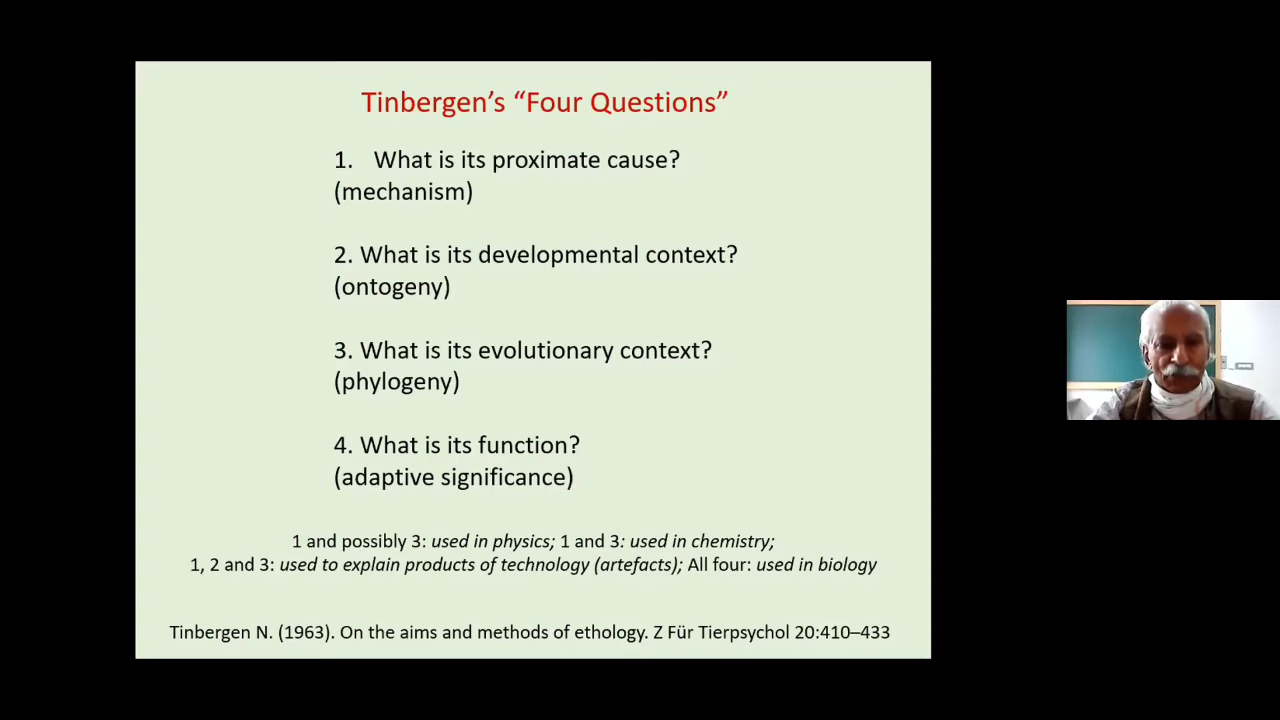 Tinbergen’s “Four Questions”
1. What is its proximate cause?
(mechanism)
2. What is its developmental context?
(ontogeny)
3. What is its evolutionary context?
(phylogeny)
4. What is its function?
(adaptive significance)
1 and possibly 3: used in physics; 1 and 3: used in chemistry;
1, 2 and 3: used to explain products of technology (artefacts); All four: used in biology
Tinbergen N. (1963). On the aims and methods of ethology. Z Für Tierpsychol 20:410–433